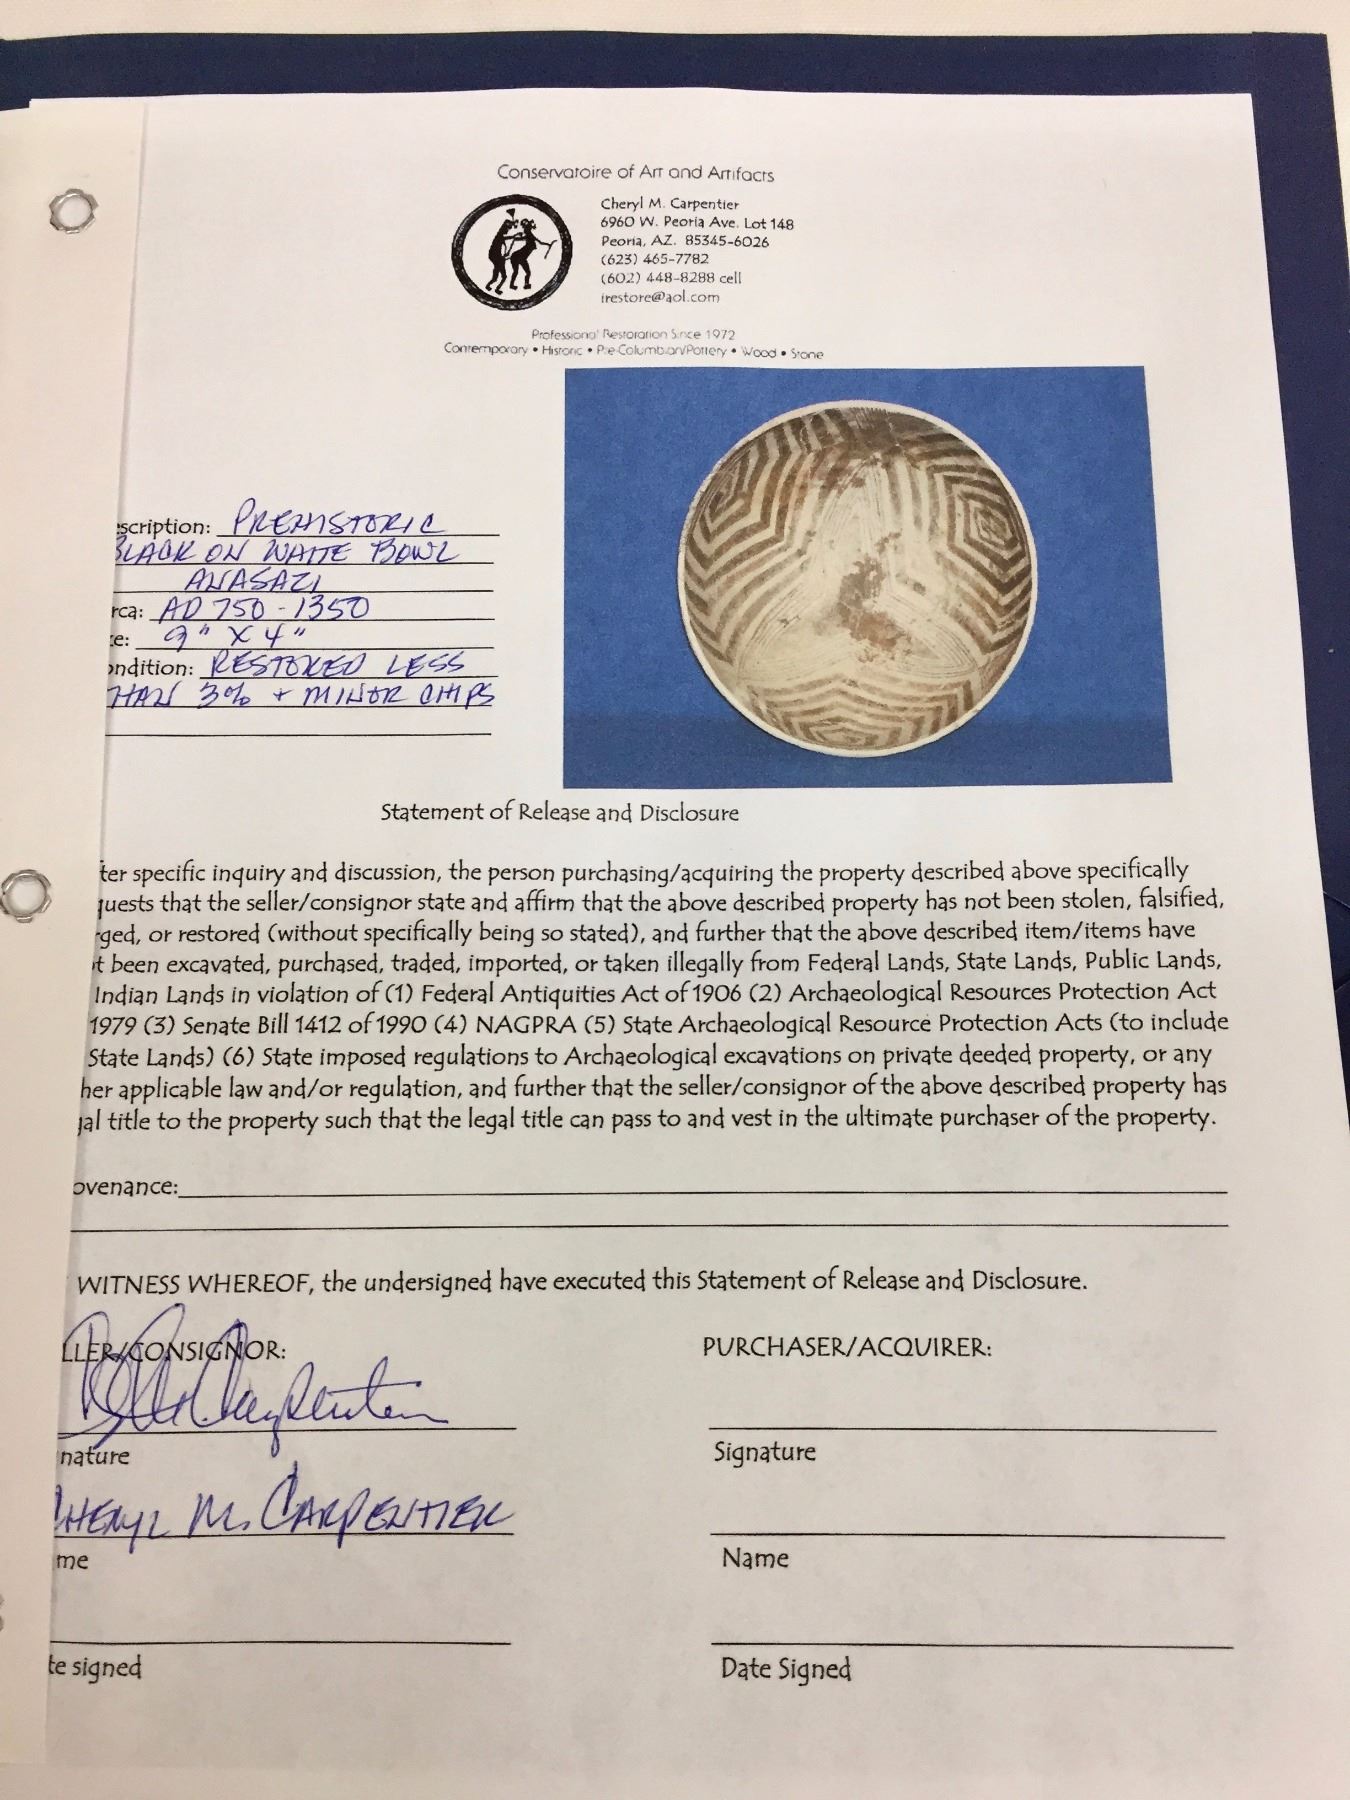 Conservatoire of Art and Artifacts
Cheryl M. Carpentier
6960 W. Peoria Ave. Lot 148
Peoria, AZ. 85345-6026
(623) 465-7782
(602) 448-8288 cell
irestore@aol.com
Professional Restoration Since 1972
Contemporary • Historic • Pre-Columbian/Pottery • Wood • Stone
scription: PREHISTORIC
BLACK ON WHITE BOWL
ANASAZI
rca: AD 750 - 1350
e: 9" X 4"
ondition: RESTORED LESS
THAN 3% + MINOR CHIPS
Statement of Release and Disclosure
ter specific inquiry and discussion, the person purchasing/acquiring the property described above specifically
quests that the seller/consignor state and affirm that the above described property has not been stolen, falsified,
rged, or restored (without specifically being so stated), and further that the above described item/items have
t been excavated, purchased, traded, imported, or taken illegally from Federal Lands, State Lands, Public Lands,
Indian Lands in violation of (1) Federal Antiquities Act of 1906 (2) Archaeological Resources Protection Act
1979 (3) Senate Bill 1412 of 1990 (4) NAGPRA (5) State Archaeological Resource Protection Acts (to include
State Lands) (6) State imposed regulations to Archaeological excavations on private deeded property, or any
her applicable law and/or regulation, and further that the seller/consignor of the above described property has
gal title to the property such that the legal title can pass to and vest in the ultimate purchaser of the property.
ovenance:
WITNESS WHEREOF, the undersigned have executed this Statement of Release and Disclosure.
LLER/CONSIGNOR:
PURCHASER/ACQUIRER:
Carpentier
nature
Signature
CHERYL M. CARPENTIER
me
Name
te signed
Date Signed